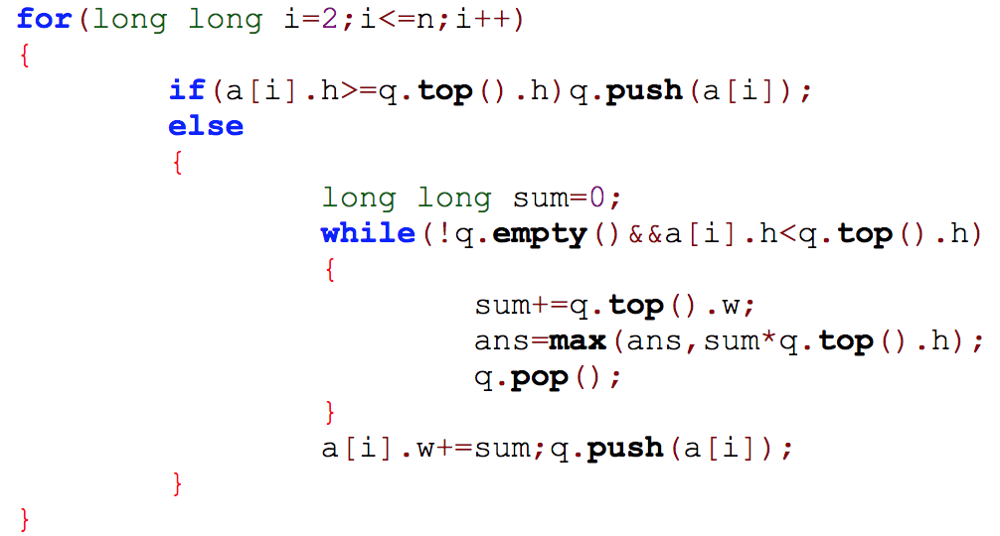 for(long long i=2;i<=n;i++)
{
if(a[i].h>=q.top().h)q.push(a[i]);
else
{
long long sum=0;
while(!q.empty()&&a[i].h<q.top().h)
{
sum+=q.top().w;
ans=max(ans,sum*q.top().h);
q.pop();
}
a[i].w+=sum;q.push(a[i]);
}
}